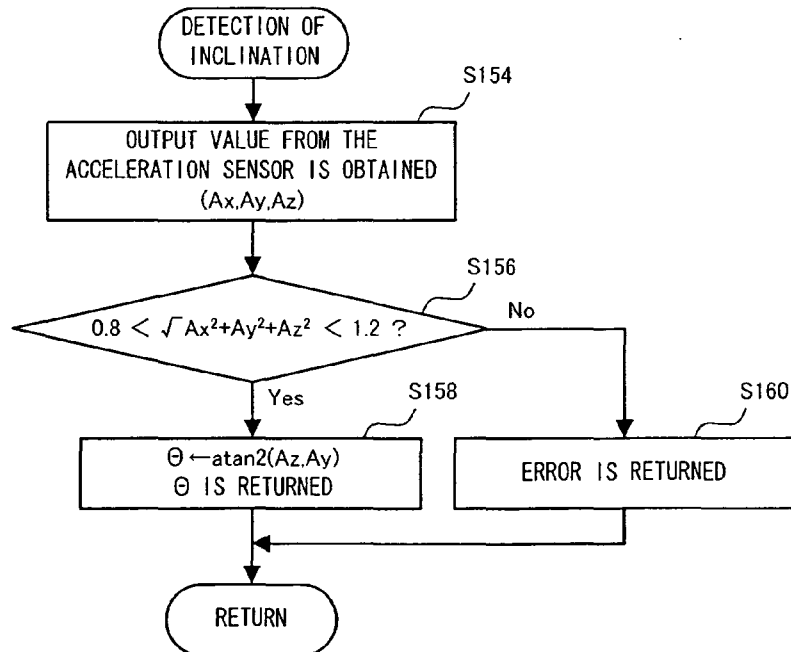 DETECTION OF
INCLINATION
S154
OUTPUT VALUE FROM THE
ACCELERATION SENSOR IS OBTAINED
(Ax,Ay,Az)
S156
0.8 < √Ax²+Ay²+Az² < 1.2 ?
No
Yes
S158
Θ←atan2(Az,Ay)
Θ IS RETURNED
S160
ERROR IS RETURNED
RETURN